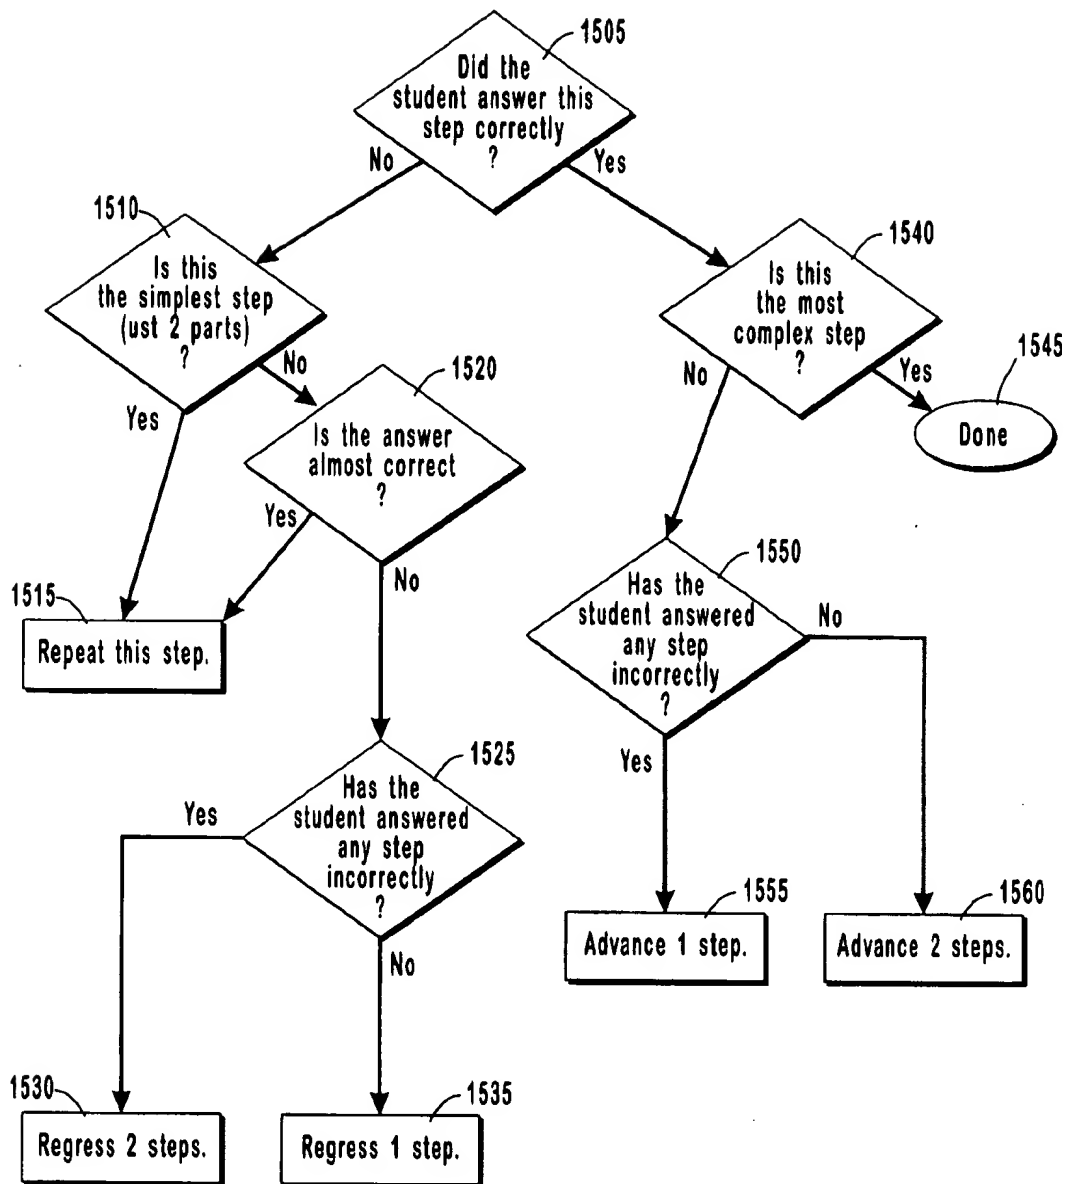 1505
Did the
student answer this
step correctly
?
No
Yes
1510
Is this
the simplest step
(ust 2 parts)
?
No
Yes
1540
Is this
the most
complex step
?
No
Yes
1545
Done
1520
Is the answer
almost correct
?
Yes
No
1515
Repeat this step.
1550
Has the
student answered
any step
incorrectly
?
No
Yes
1525
Has the
student answered
any step
incorrectly
?
Yes
No
1555
Advance 1 step.
1560
Advance 2 steps.
1530
Regress 2 steps.
1535
Regress 1 step.